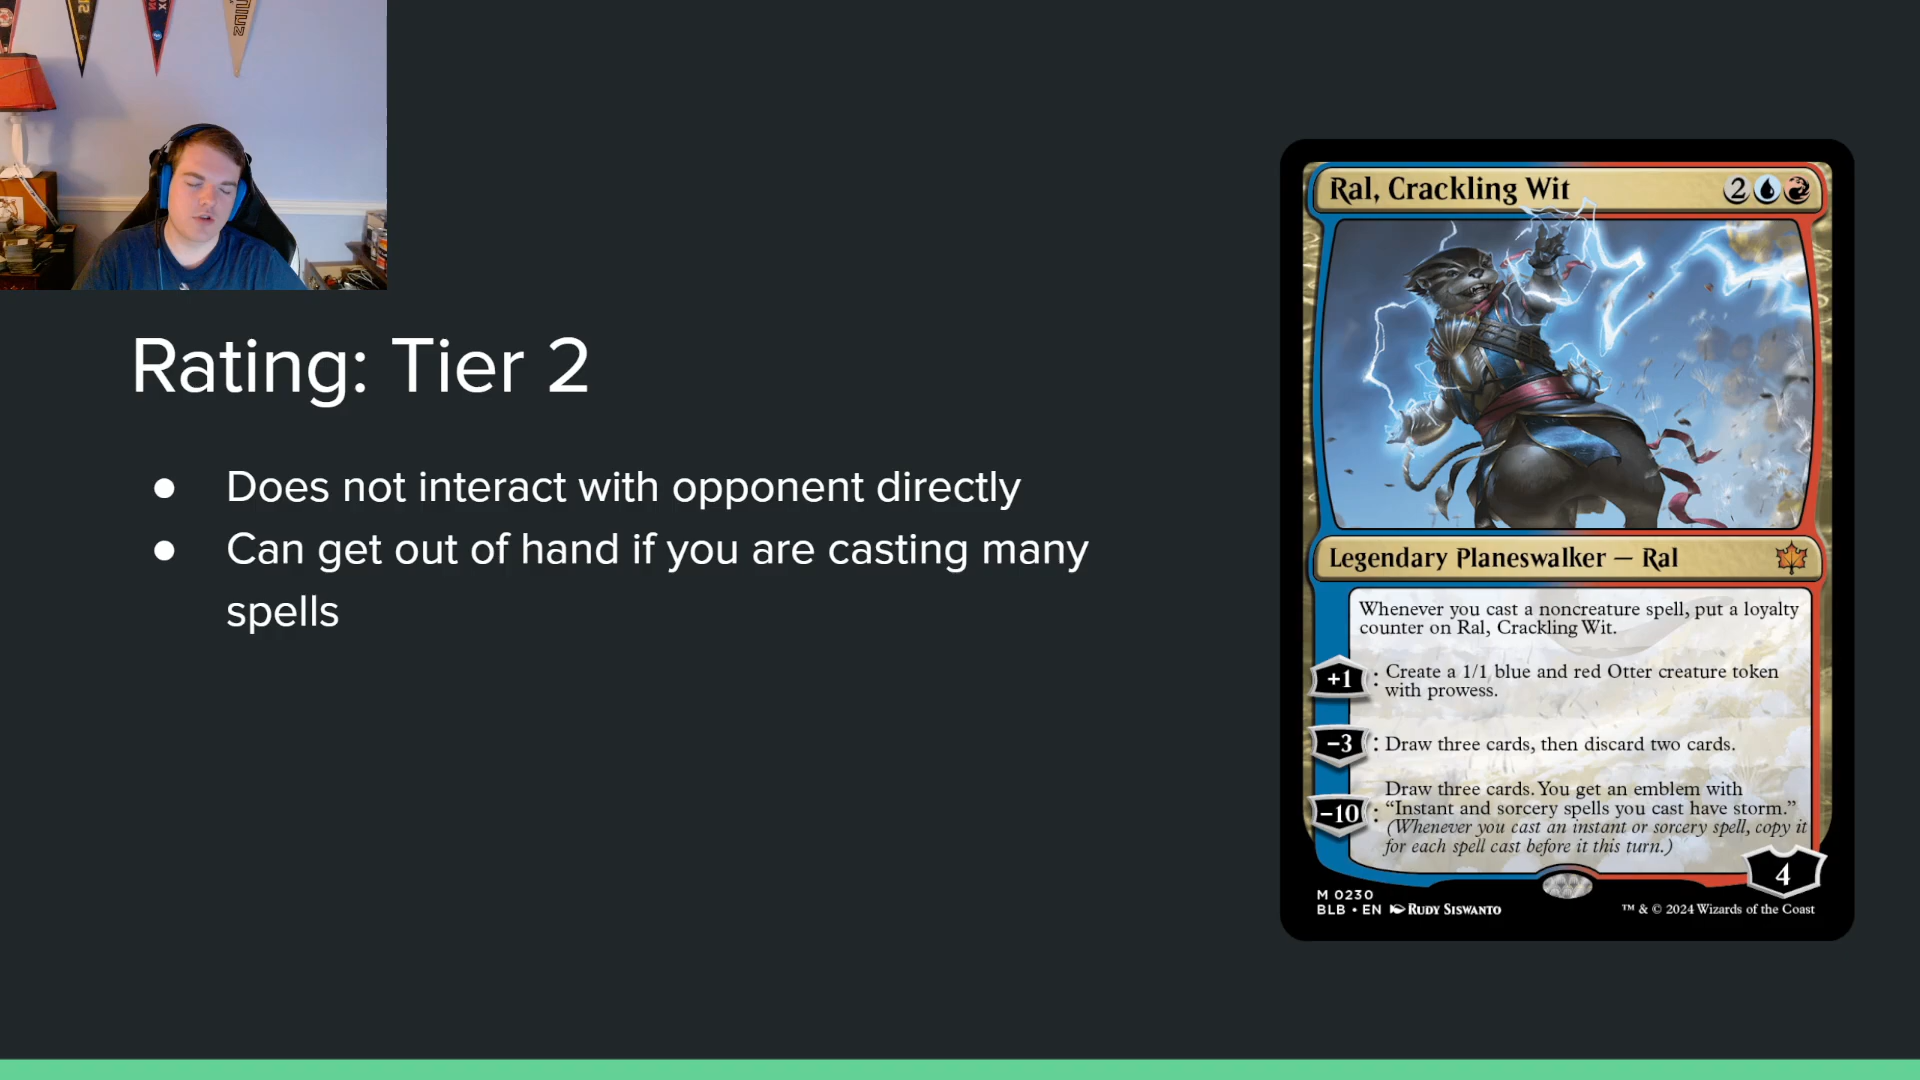 Rating: Tier 2
● Does not interact with opponent directly
● Can get out of hand if you are casting many
spells
Ral, Crackling Wit 2
Legendary Planeswalker — Ral
Whenever you cast a noncreature spell, put a loyalty
counter on Ral, Crackling Wit.
+1 : Create a 1/1 blue and red Otter creature token
with prowess.
−3 : Draw three cards, then discard two cards.
Draw three cards. You get an emblem with
−10 : “Instant and sorcery spells you cast have storm.”
(Whenever you cast an instant or sorcery spell, copy it
for each spell cast before it this turn.)
4
M 0230
BLB • EN RUDY SISWANTO
™ & © 2024 Wizards of the Coast